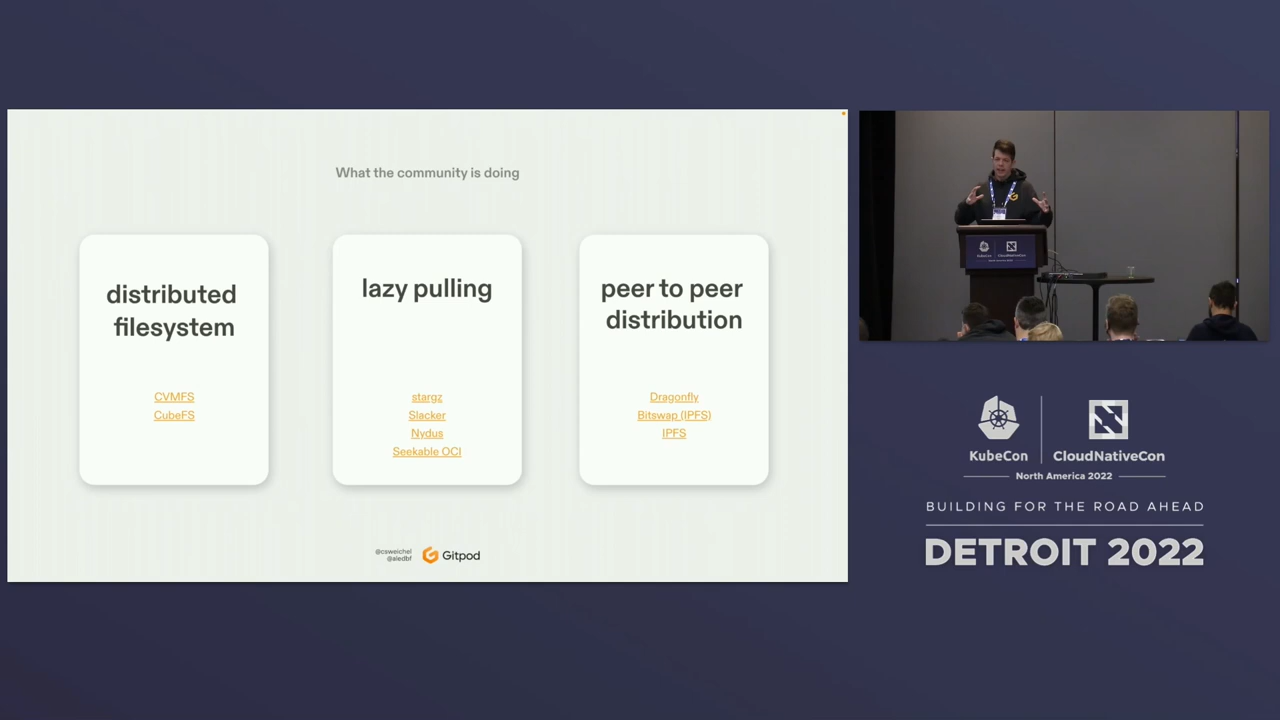 What the community is doing
distributed
filesystem
CVMFS
CubeFS
lazy pulling
stargz
Slacker
Nydus
Seekable OCI
peer to peer
distribution
Dragonfly
Bitswap (IPFS)
IPFS
@csweichel
@aledbf
Gitpod
KubeCon
CloudNativeCon
North America 2022
BUILDING FOR THE ROAD AHEAD
DETROIT 2022
KubeCon
CloudNativeCon